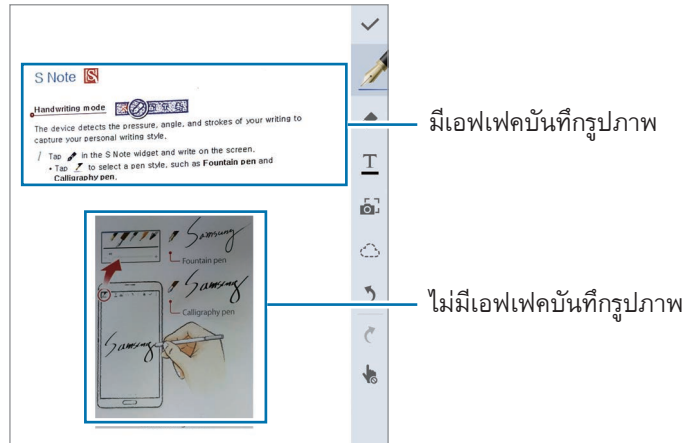 S Note
Handwriting mode
The device detects the pressure, angle, and strokes of your writing to
capture your personal writing style.
Tap in the S Note widget and write on the screen.
• Tap to select a pen style, such as Fountain pen and
Calligraphy pen.
มีเอฟเฟคบันทึกรูปภาพ
T
Samsung
Fountain pen
Samsung
Calligraphy pen
Samsung
ไม่มีเอฟเฟคบันทึกรูปภาพ